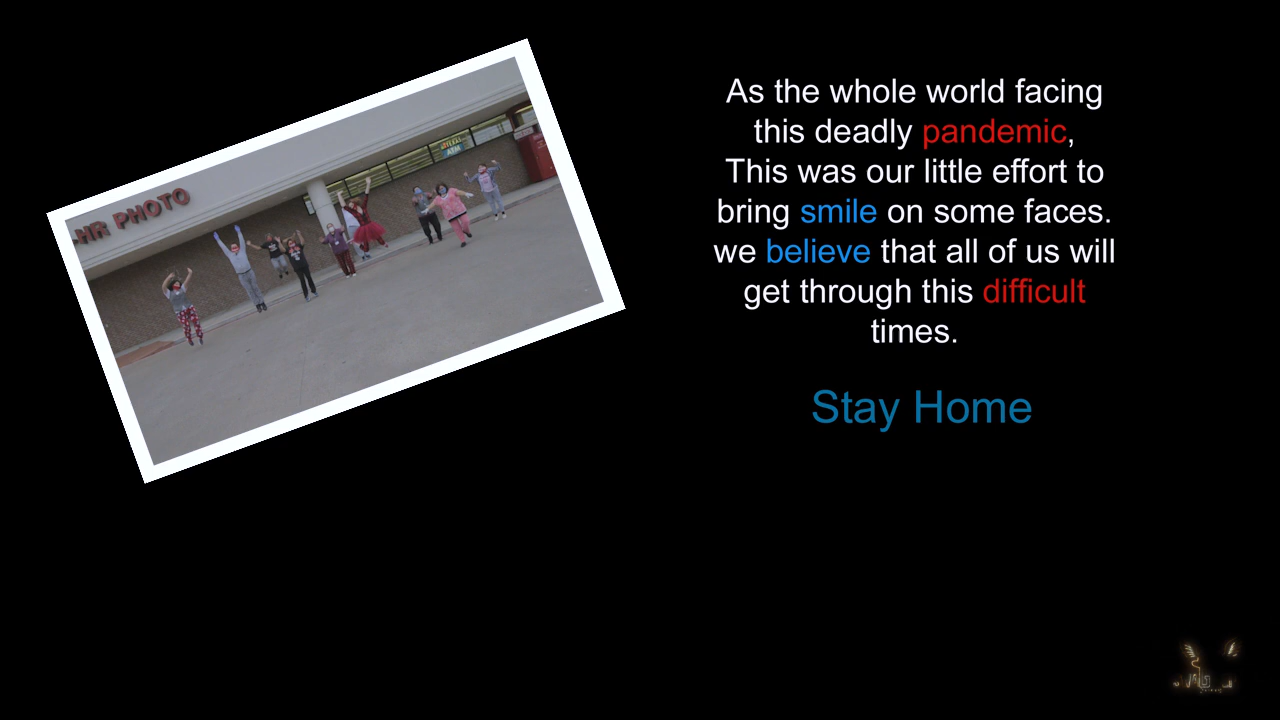 HR PHOTO
ATM
As the whole world facing
this deadly pandemic,
This was our little effort to
bring smile on some faces.
we believe that all of us will
get through this difficult
times.
Stay Home